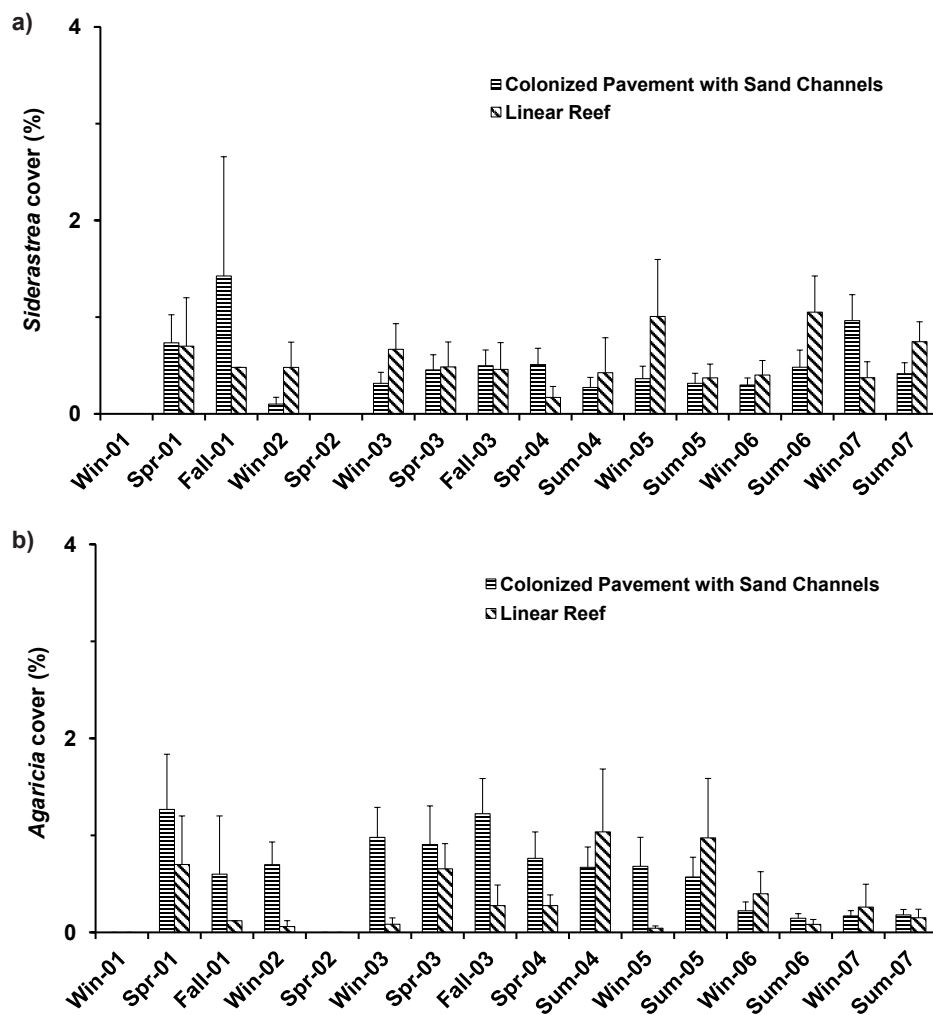 a)
4
2
0
Siderastrea cover (%)
Colonized Pavement with Sand Channels
Linear Reef
Win-01
Spr-01
Fall-01
Win-02
Spr-02
Win-03
Spr-03
Fall-03
Spr-04
Sum-04
Win-05
Sum-05
Win-06
Sum-06
Win-07
Sum-07
b)
4
2
0
Agaricia cover (%)
Colonized Pavement with Sand Channels
Linear Reef
Win-01
Spr-01
Fall-01
Win-02
Spr-02
Win-03
Spr-03
Fall-03
Spr-04
Sum-04
Win-05
Sum-05
Win-06
Sum-06
Win-07
Sum-07